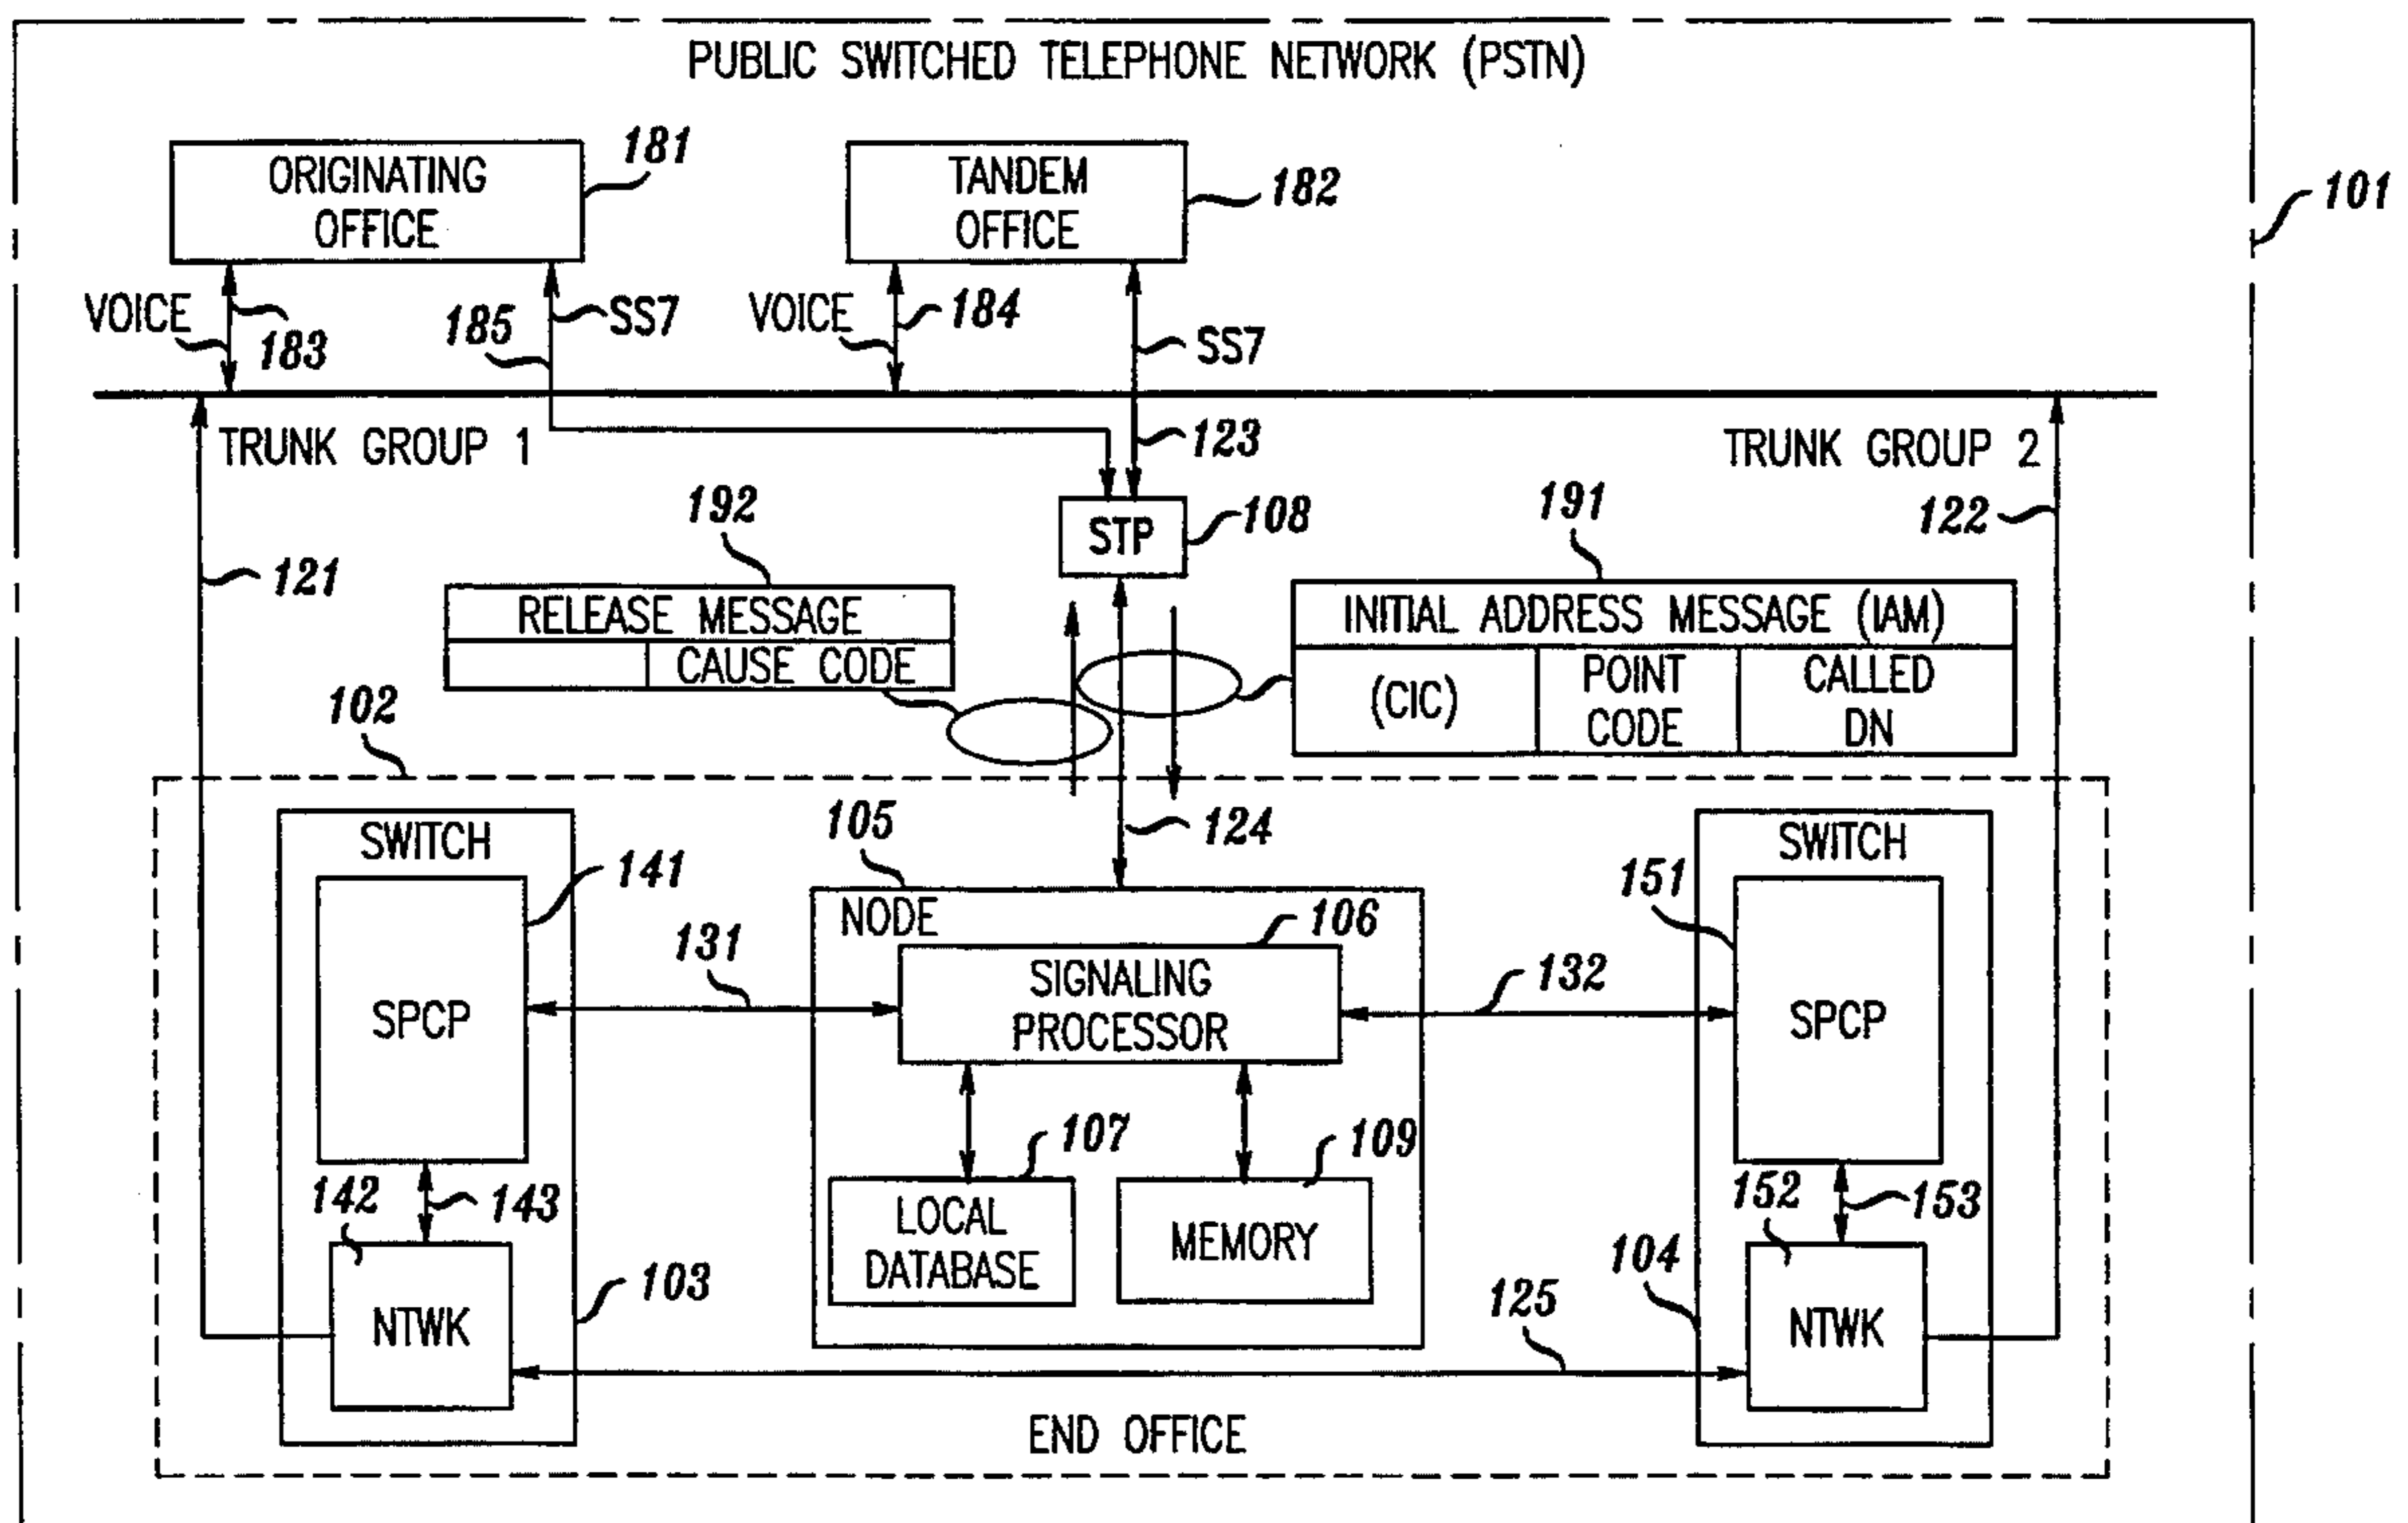 PUBLIC SWITCHED TELEPHONE NETWORK (PSTN)
101
ORIGINATING
OFFICE
181
TANDEM
OFFICE
182
VOICE
183
185
SS7
VOICE
184
SS7
TRUNK GROUP 1
123
TRUNK GROUP 2
121
192
STP
108
191
122
RELEASE MESSAGE
CAUSE CODE
INITIAL ADDRESS MESSAGE (IAM)
(CIC)
POINT
CODE
CALLED
DN
102
124
SWITCH
141
SPCP
131
105
NODE
106
SIGNALING
PROCESSOR
132
SWITCH
151
SPCP
142
143
107
LOCAL
DATABASE
109
MEMORY
152
153
NTWK
103
125
104
NTWK
END OFFICE